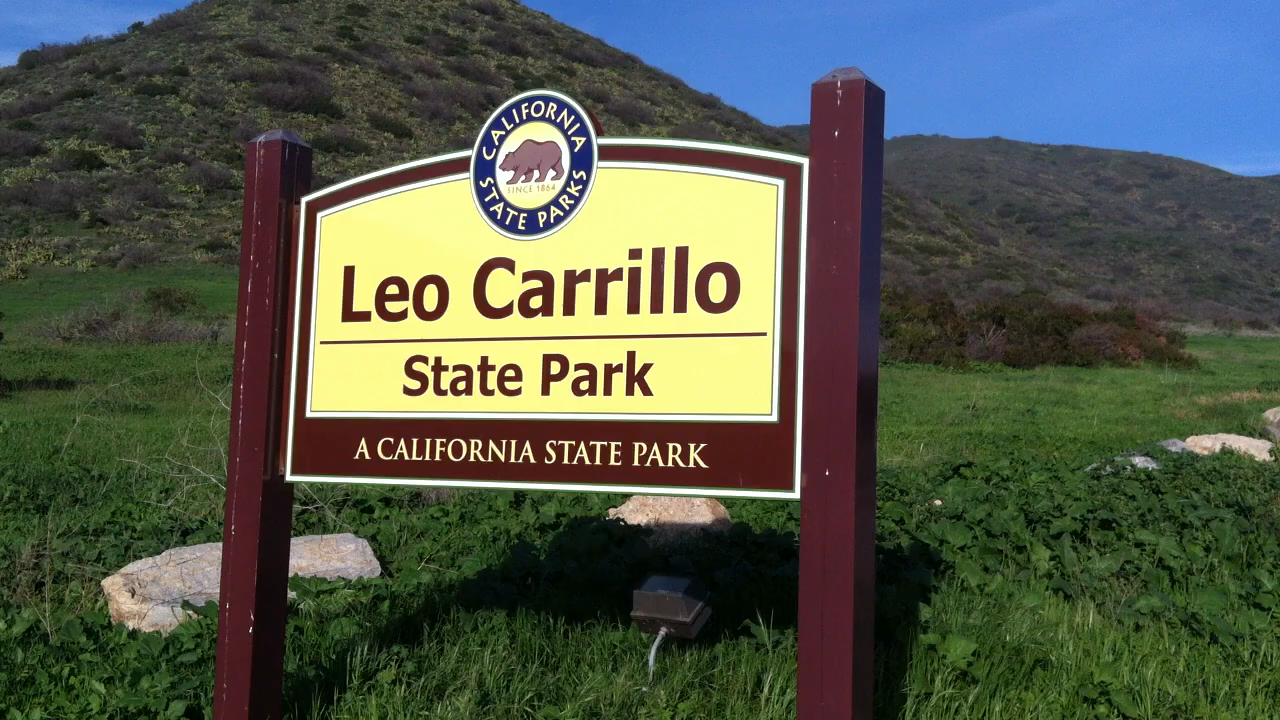 CALIFORNIA
SINCE 1864
STATE PARKS
Leo Carrillo
State Park
A CALIFORNIA STATE PARK